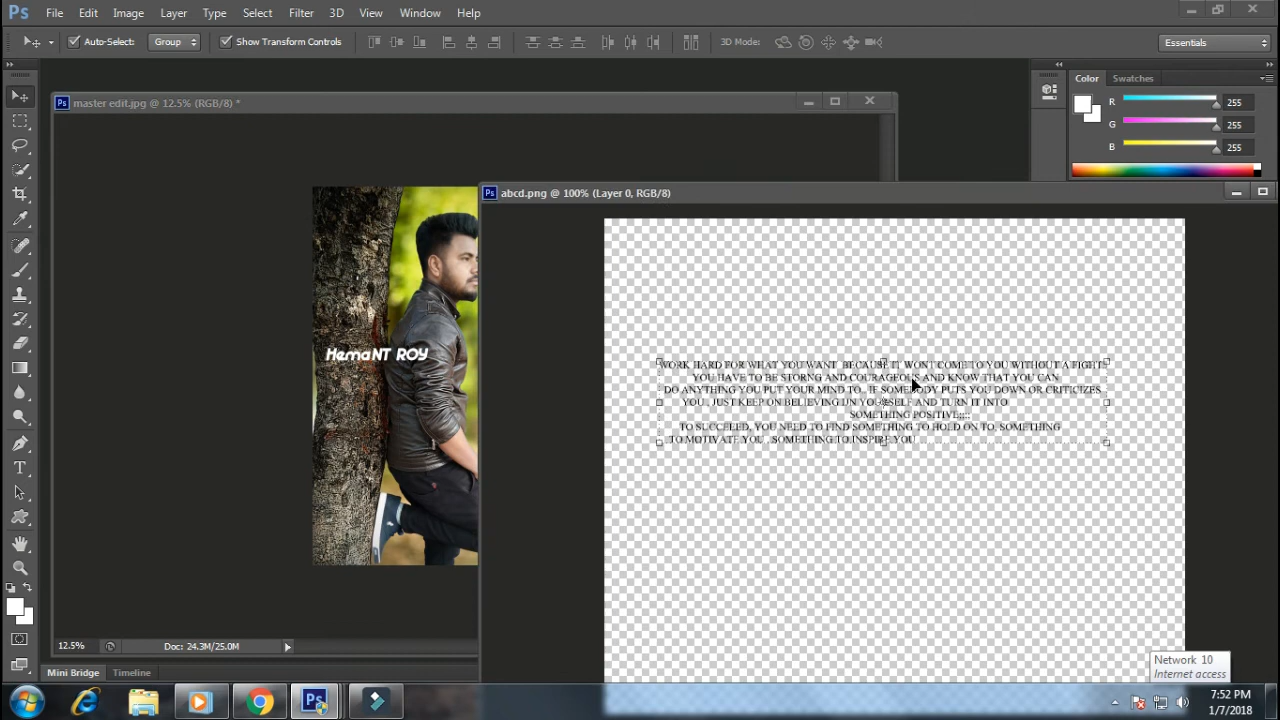 Ps File Edit Image Layer Type Select Filter 3D View Window Help
Auto-Select: Group Show Transform Controls 3D Mode: Essentials
Ps master edit.jpg @ 12.5% (RGB/8) *
Color Swatches
R 255
G 255
B 255
Ps abcd.png @ 100% (Layer 0, RGB/8)
HemaNT ROY
WORK HARD FOR WHAT YOU WANT BECAUSE IT WONT COME TO YOU WITHOUT A FIGHT
YOU HAVE TO BE STORNG AND COURAGEOUS AND KNOW THAT YOU CAN
DO ANYTHING YOU PUT YOUR MIND TO.. IF SOMEBODY PUTS YOU DOWN OR CRITICIZES
YOU , JUST KEEP ON BELIEVING IJN YOURSELF AND TURN IT INTO
SOMETHING POSITIVE;;;;
TO SUCCEED, YOU NEED TO FIND SOMETHING TO HOLD ON TO, SOMETHING
TO MOTIVATE YOU , SOMETHING TO INSPIRE YOU
12.5% Doc: 24.3M/25.0M
Mini Bridge Timeline
Network 10
Internet access
Ps
7:52 PM
1/7/2018